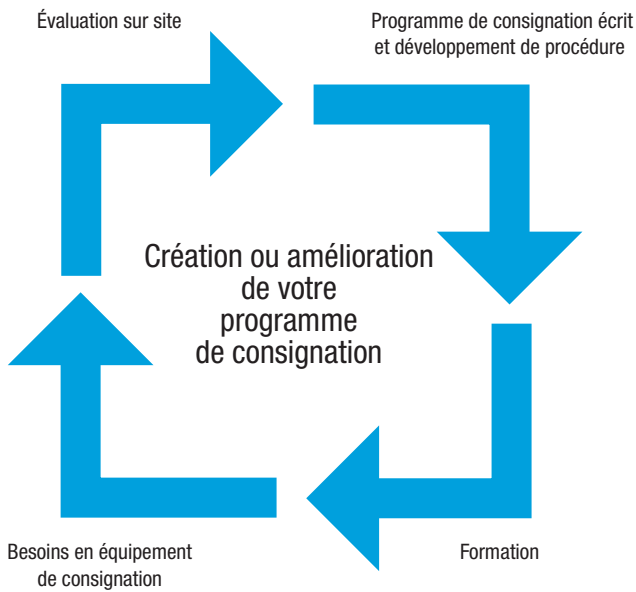 Évaluation sur site
Programme de consignation écrit
et développement de procédure
Création ou amélioration
de votre
programme
de consignation
Besoins en équipement
de consignation
Formation